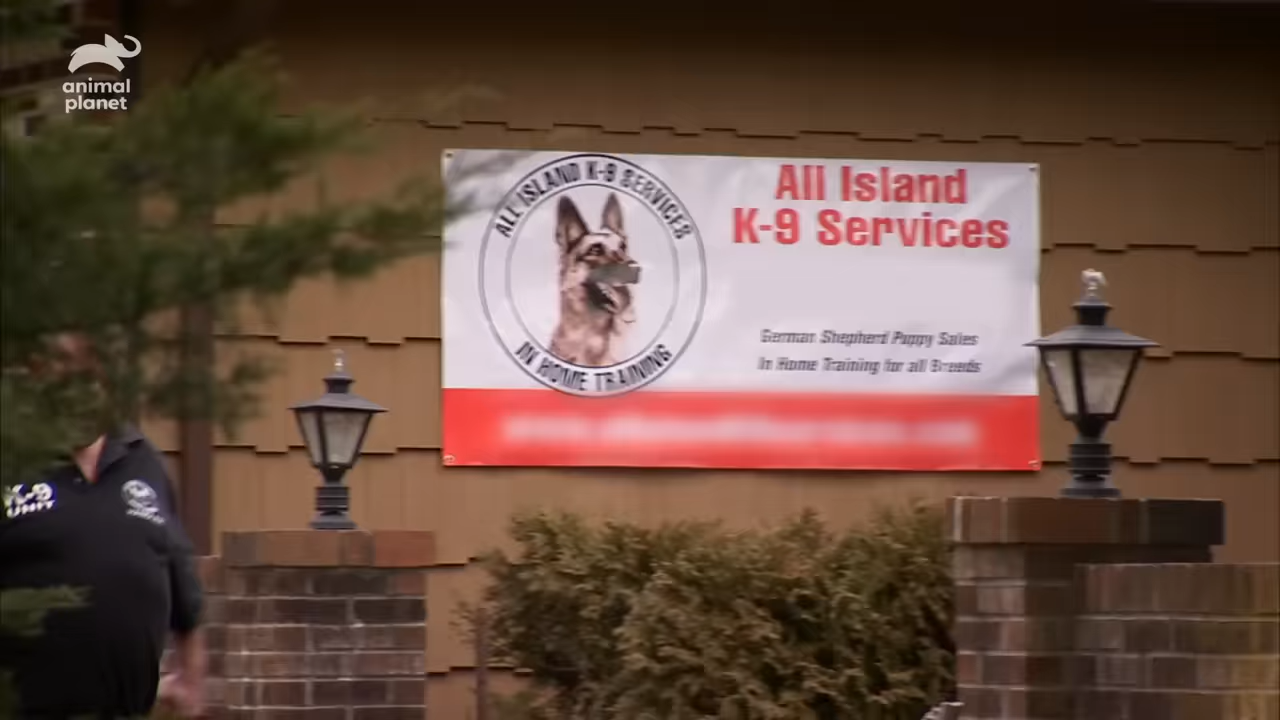 animal
planet
ALL ISLAND K-9 SERVICES
IN HOME TRAINING
All Island
K-9 Services
German Shepherd Puppy Sales
In Home Training for all Breeds
K-9
UNIT